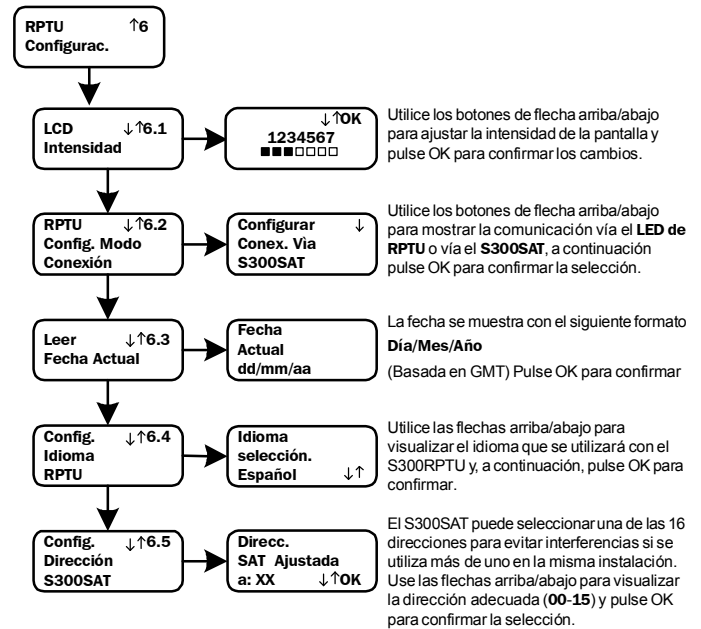 RPTU ↑6
Configurac.
LCD ↓↑6.1
Intensidad
↓↑OK
1234567
■■■□□□□
Utilice los botones de flecha arriba/abajo
para ajustar la intensidad de la pantalla y
pulse OK para confirmar los cambios.
RPTU ↓↑6.2
Config. Modo
Conexión
Configurar ↓
Conex. Vìa
S300SAT
Utilice los botones de flecha arriba/abajo
para mostrar la comunicación vía el LED de
RPTU o vía el S300SAT, a continuación
pulse OK para confirmar la selección.
Leer ↓↑6.3
Fecha Actual
Fecha
Actual
dd/mm/aa
La fecha se muestra con el siguiente formato
Día/Mes/Año
(Basada en GMT) Pulse OK para confirmar
Config. ↓↑6.4
Idioma
RPTU
Idioma
selección.
Español ↓↑
Utilice las flechas arriba/abajo para
visualizar el idioma que se utilizará con el
S300RPTU y, a continuación, pulse OK para
confirmar.
Config. ↓↑6.5
Dirección
S300SAT
Direcc.
SAT Ajustada
a: XX ↓↑OK
El S300SAT puede seleccionar una de las 16
direcciones para evitar interferencias si se
utiliza más de uno en la misma instalación.
Use las flechas arriba/abajo para visualizar
la dirección adecuada (00-15) y pulse OK
para confirmar la selección.